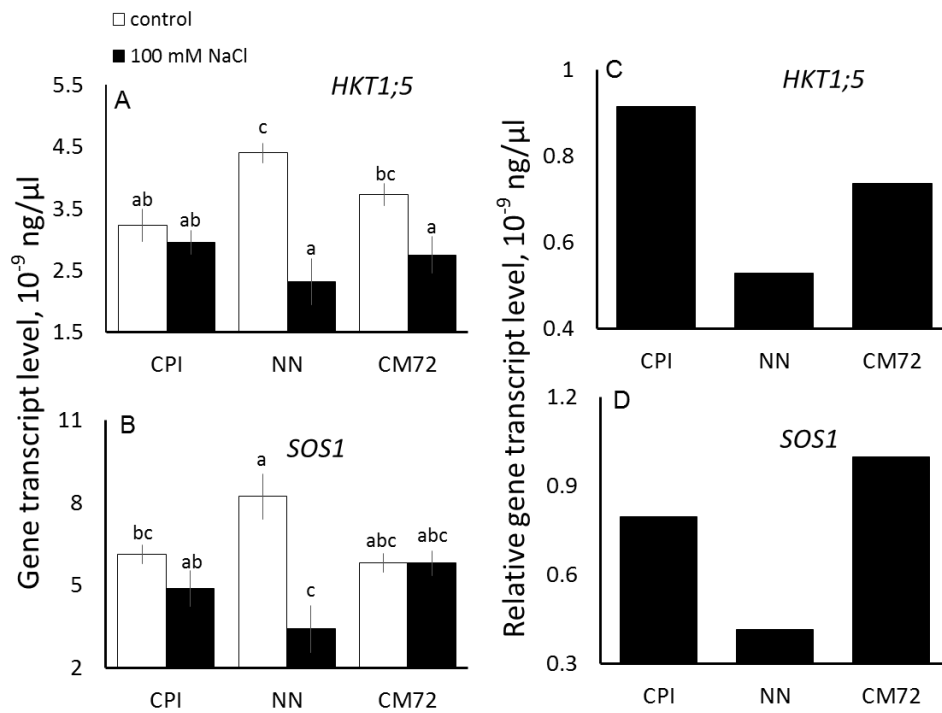 control
100 mM NaCl
Gene transcript level, 10⁻⁹ ng/µl
A
HKT1;5
5.5
4.5
3.5
2.5
1.5
ab
ab
c
a
bc
a
CPI
NN
CM72
B
SOS1
11
8
5
2
bc
ab
a
c
abc
abc
CPI
NN
CM72
Relative gene transcript level, 10⁻⁹ ng/µl
C
HKT1;5
1
0.8
0.6
0.4
CPI
NN
CM72
D
SOS1
1.2
0.9
0.6
0.3
CPI
NN
CM72